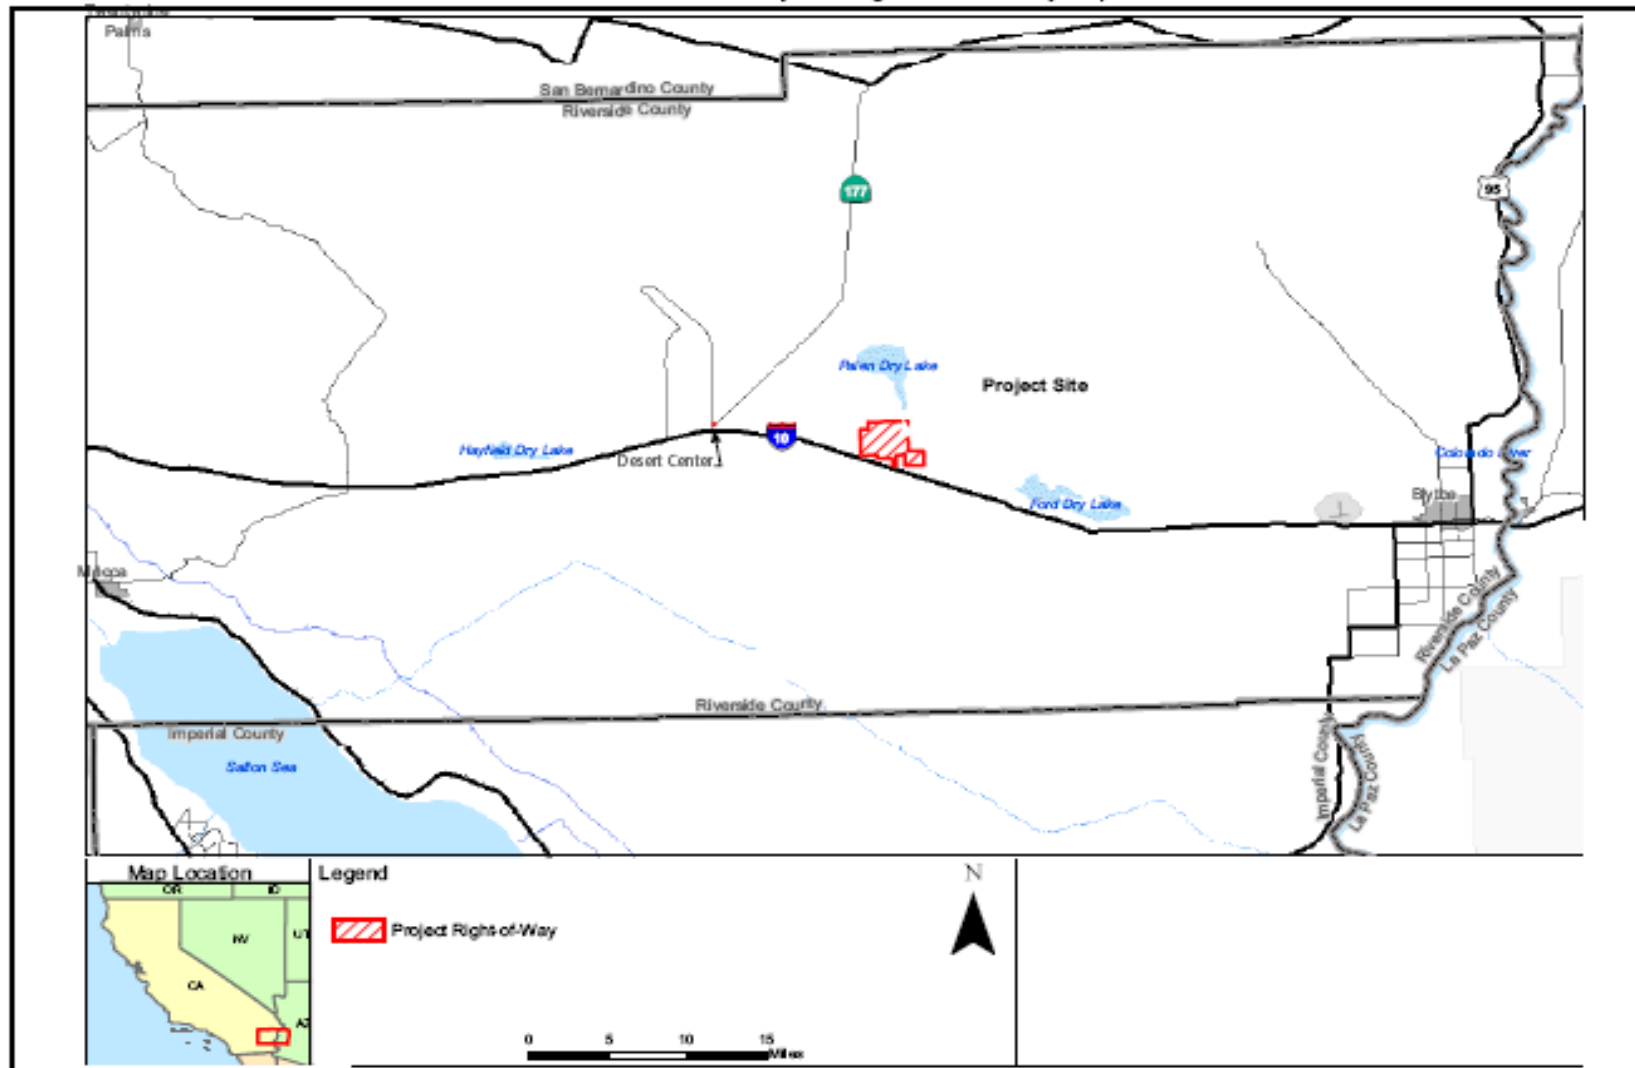 Palms
San Bernardino County
Riverside County
177
95
Palen Dry Lake
Project Site
10
Hayfield Dry Lake
Desert Center
Colorado River
Ford Dry Lake
Blythe
Mecca
Riverside County
La Paz County
Riverside County
Imperial County
Salton Sea
Imperial County
La Paz County
Map Location
Legend
N
OR
ID
NV
UT
Project Right-of-Way
CA
AZ
0
5
10
15
Miles